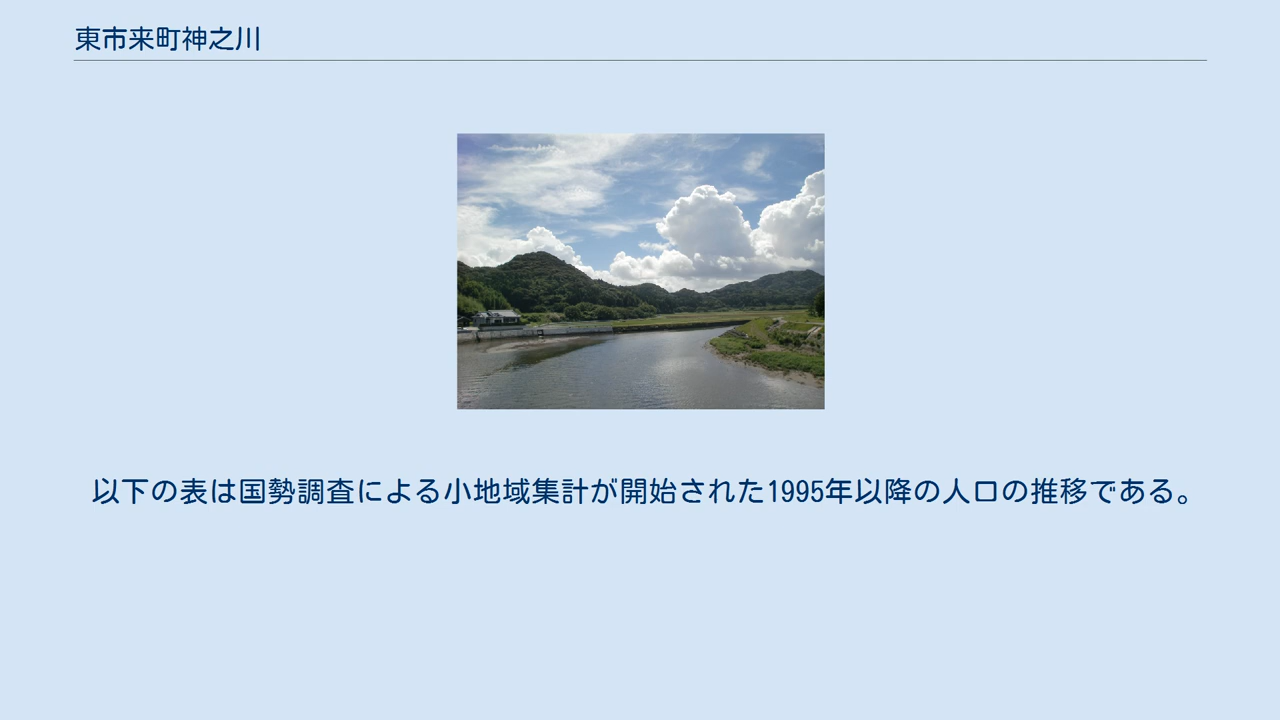 東市来町神之川
以下の表は国勢調査による小地域集計が開始された1995年以降の人口の推移である。